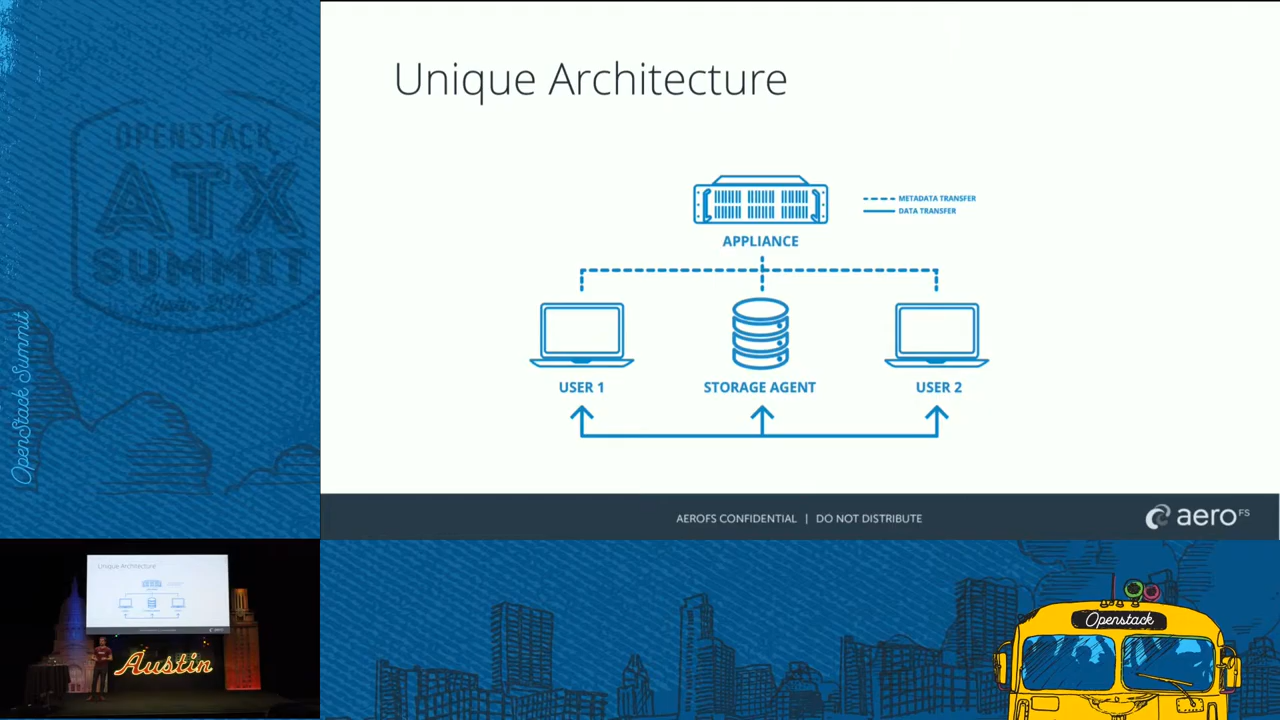 Unique Architecture
METADATA TRANSFER
DATA TRANSFER
APPLIANCE
USER 1
STORAGE AGENT
USER 2
AEROFS CONFIDENTIAL | DO NOT DISTRIBUTE
aeroFS
OPENSTACK
ATX
SUMMIT
OpenStack Summit
Unique Architecture
Austin
Openstack